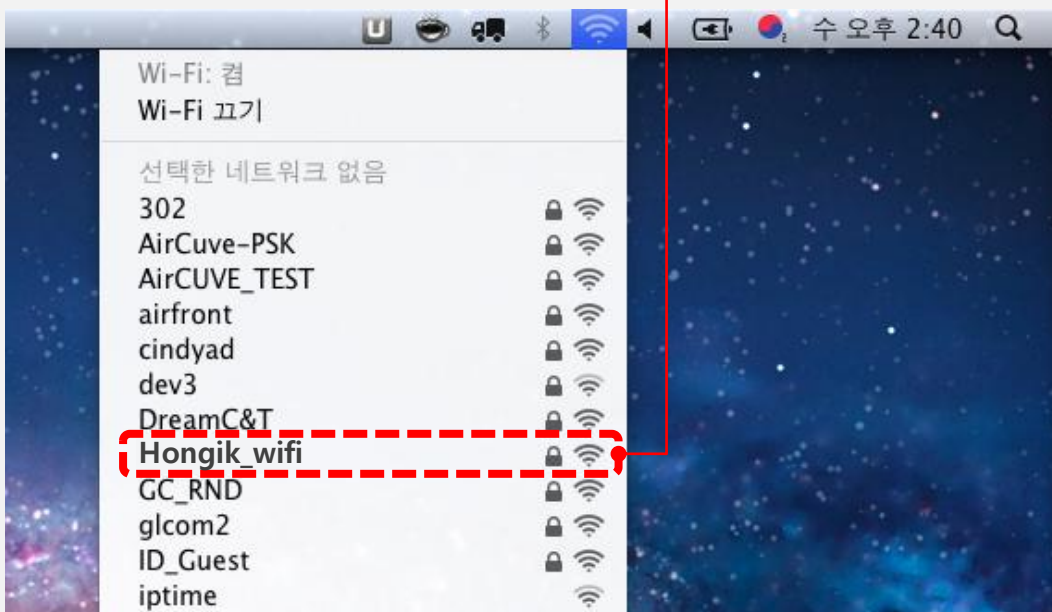 수 오후 2:40
Wi-Fi: 켬
Wi-Fi 끄기
선택한 네트워크 없음
302
AirCuve-PSK
AirCUVE_TEST
airfront
cindyad
dev3
DreamC&T
Hongik_wifi
GC_RND
glcom2
ID_Guest
iptime